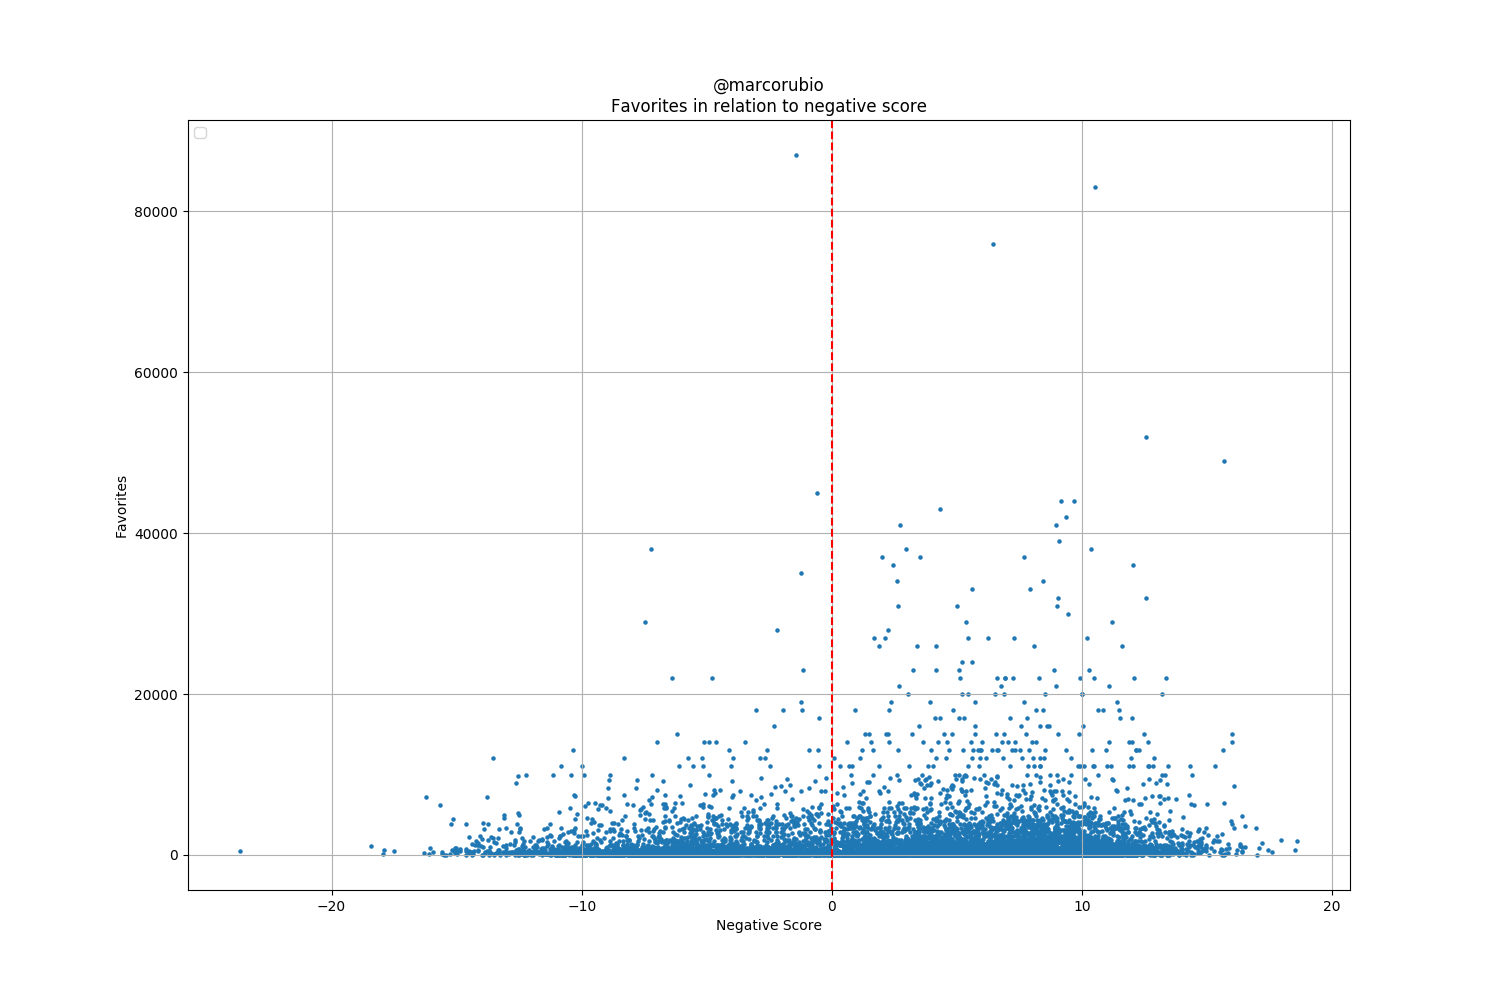 @marcorubio
Favorites in relation to negative score
80000
60000
40000
20000
0
Favorites
−20
−10
0
10
20
Negative Score